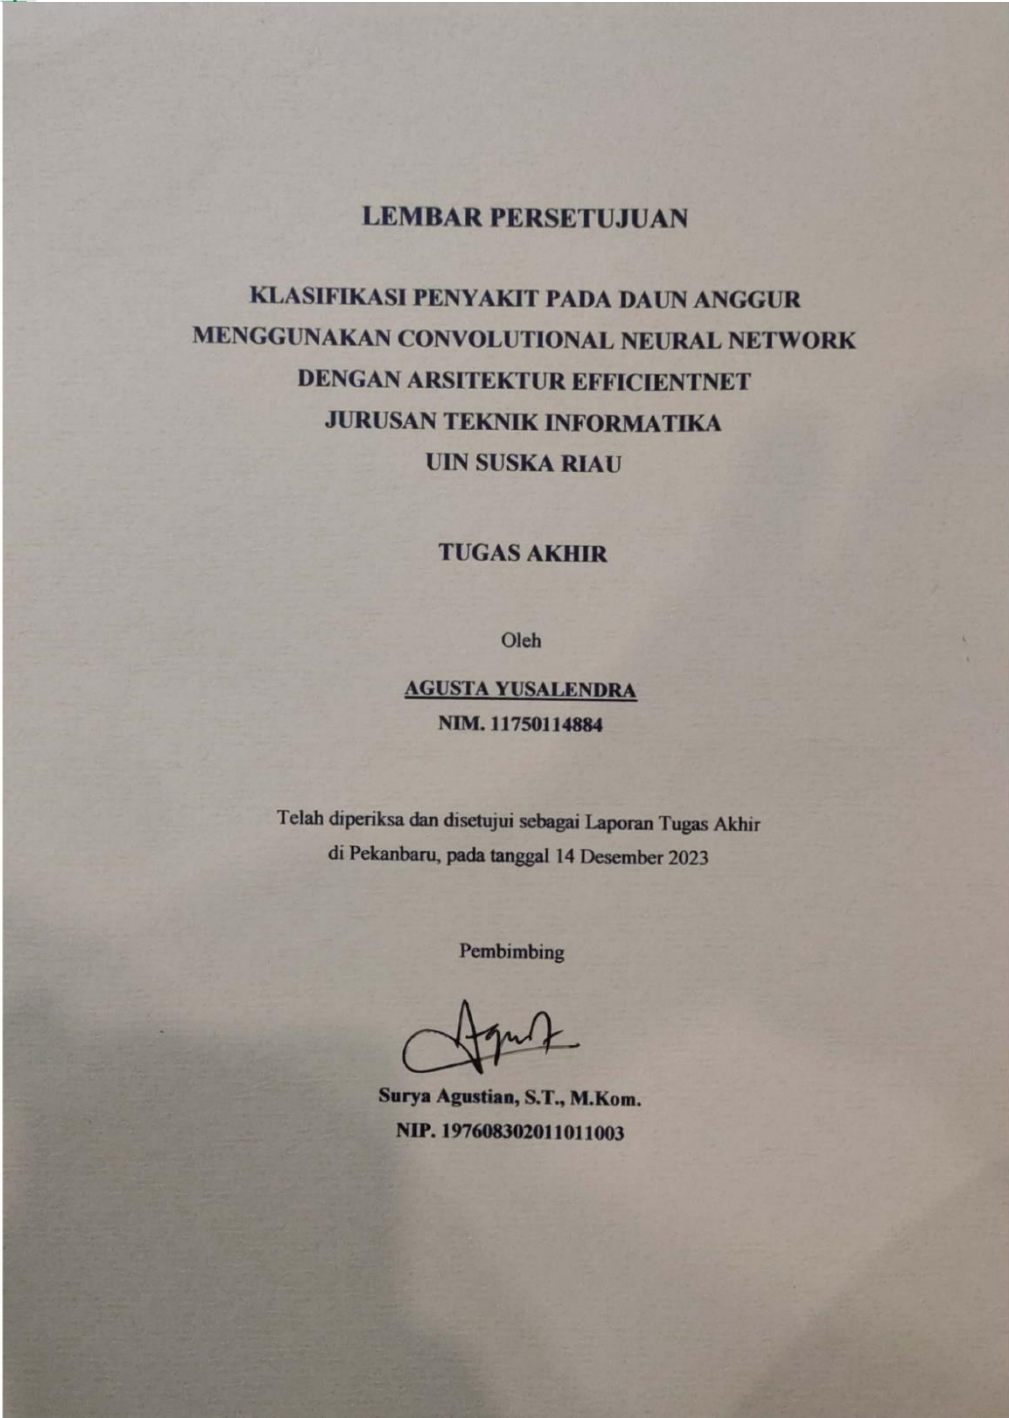 LEMBAR PERSETUJUAN
KLASIFIKASI PENYAKIT PADA DAUN ANGGUR
MENGGUNAKAN CONVOLUTIONAL NEURAL NETWORK
DENGAN ARSITEKTUR EFFICIENTNET
JURUSAN TEKNIK INFORMATIKA
UIN SUSKA RIAU
TUGAS AKHIR
Oleh
AGUSTA YUSALENDRA
NIM. 11750114884
Telah diperiksa dan disetujui sebagai Laporan Tugas Akhir
di Pekanbaru, pada tanggal 14 Desember 2023
Pembimbing
Surya Agustian, S.T., M.Kom.
NIP. 197608302011011003